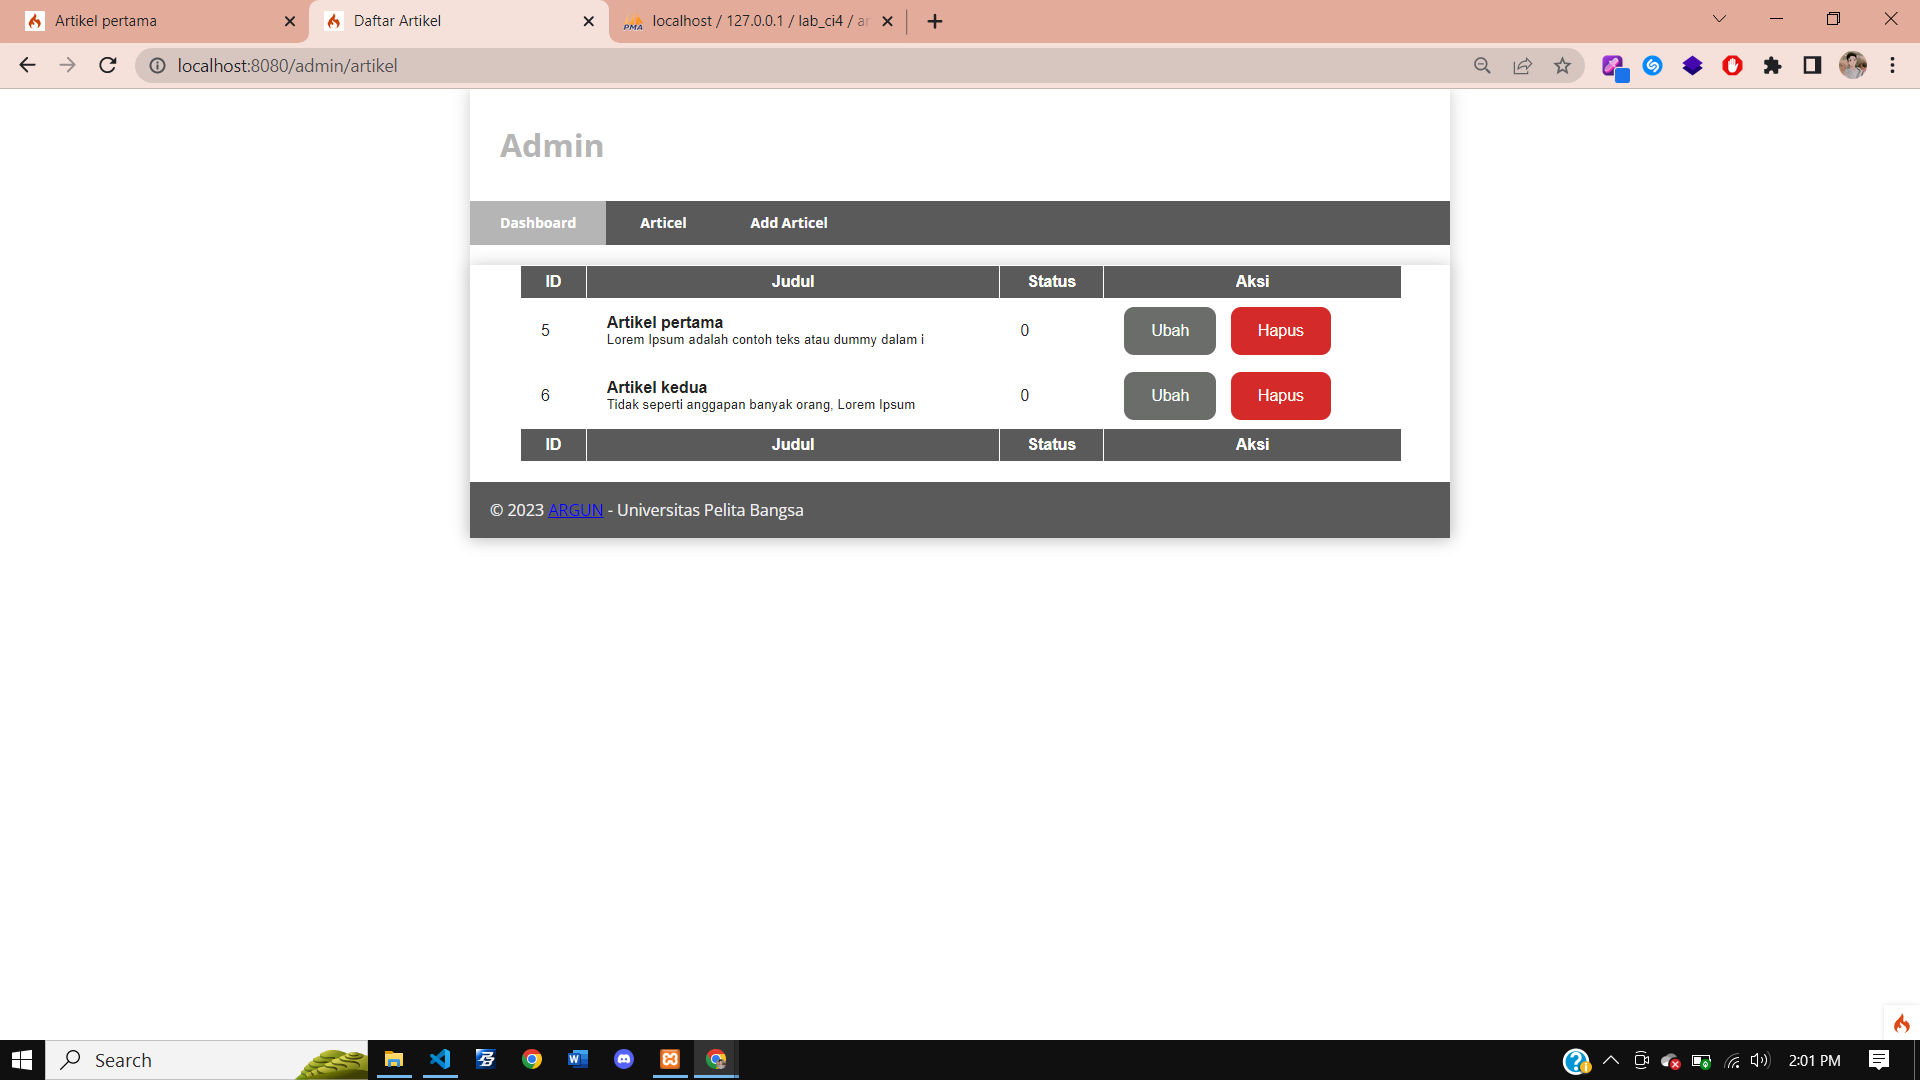 Artikel pertama
Daftar Artikel
PMA
localhost / 127.0.0.1 / lab_ci4 / ar
localhost:8080/admin/artikel
Admin
Dashboard Articel Add Articel
ID Judul Status Aksi
5 Artikel pertama 0 Ubah Hapus
Lorem Ipsum adalah contoh teks atau dummy dalam i
6 Artikel kedua 0 Ubah Hapus
Tidak seperti anggapan banyak orang, Lorem Ipsum
ID Judul Status Aksi
© 2023 ARGUN - Universitas Pelita Bangsa
Search
2:01 PM